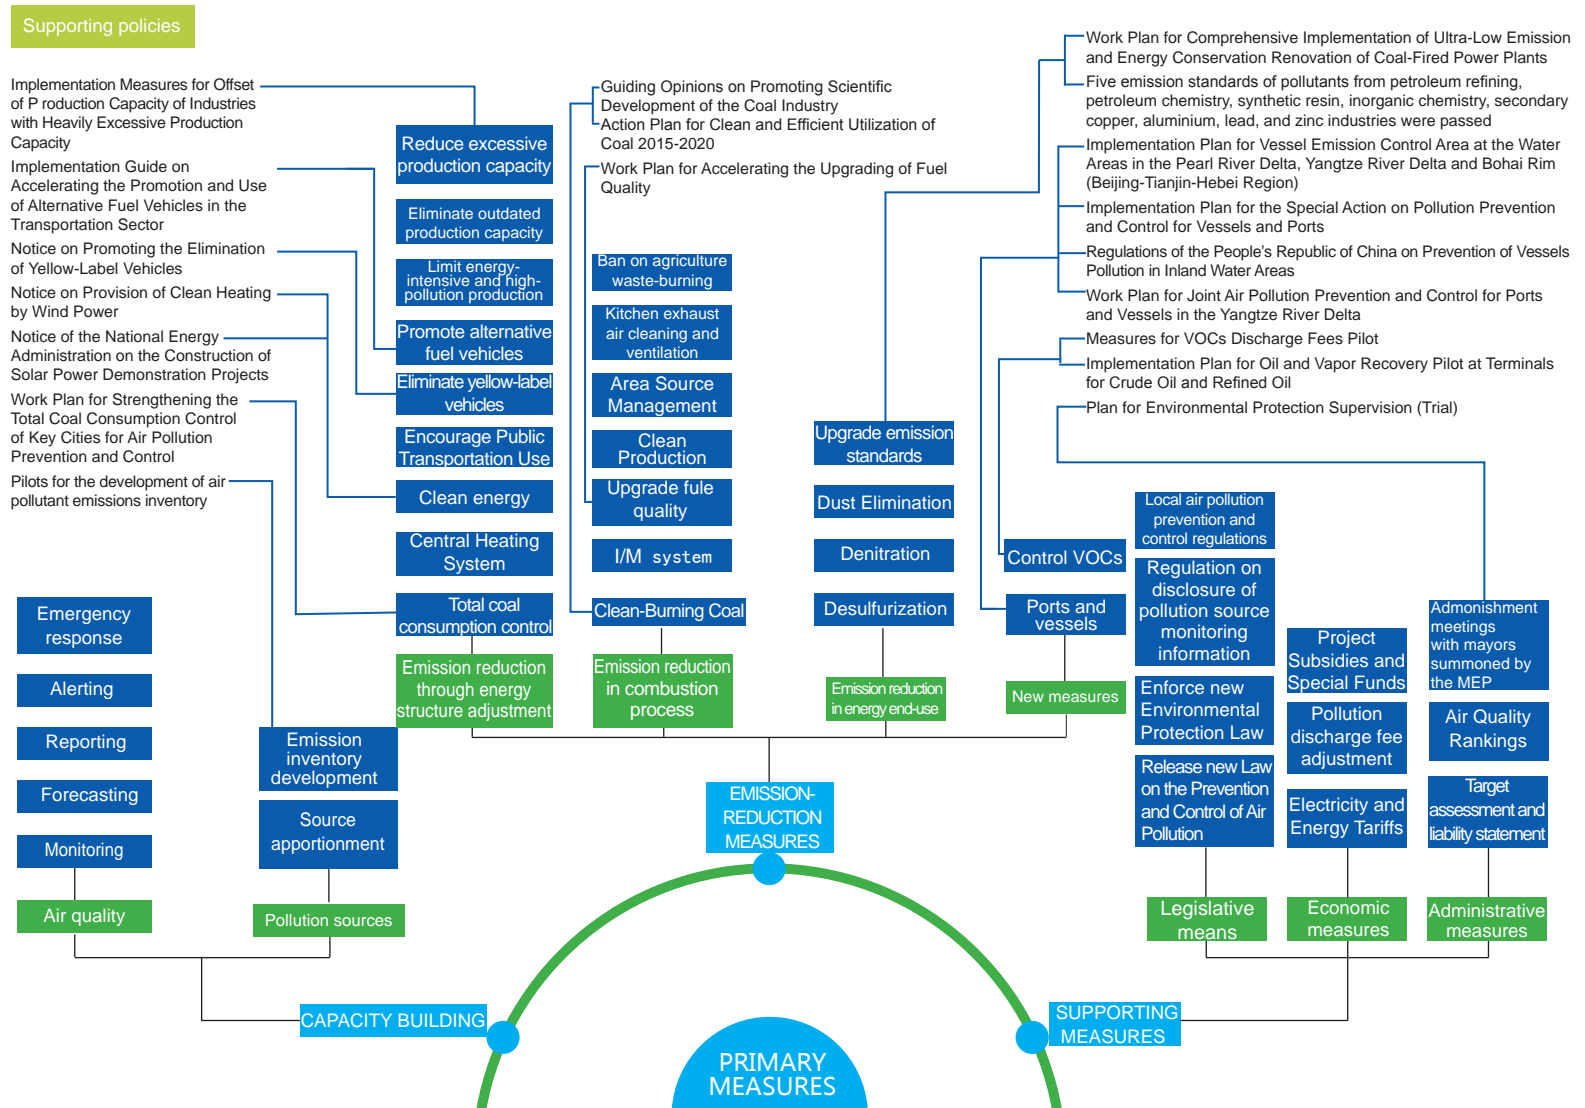 Supporting policies
Implementation Measures for Offset
of P roduction Capacity of Industries
with Heavily Excessive Production
Capacity
Implementation Guide on
Accelerating the Promotion and Use
of Alternative Fuel Vehicles in the
Transportation Sector
Notice on Promoting the Elimination
of Yellow-Label Vehicles
Notice on Provision of Clean Heating
by Wind Power
Notice of the National Energy
Administration on the Construction of
Solar Power Demonstration Projects
Work Plan for Strengthening the
Total Coal Consumption Control
of Key Cities for Air Pollution
Prevention and Control
Pilots for the development of air
pollutant emissions inventory
Guiding Opinions on Promoting Scientific
Development of the Coal Industry
Action Plan for Clean and Efficient Utilization of
Coal 2015-2020
Work Plan for Accelerating the Upgrading of Fuel
Quality
Work Plan for Comprehensive Implementation of Ultra-Low Emission
and Energy Conservation Renovation of Coal-Fired Power Plants
Five emission standards of pollutants from petroleum refining,
petroleum chemistry, synthetic resin, inorganic chemistry, secondary
copper, aluminium, lead, and zinc industries were passed
Implementation Plan for Vessel Emission Control Area at the Water
Areas in the Pearl River Delta, Yangtze River Delta and Bohai Rim
(Beijing-Tianjin-Hebei Region)
Implementation Plan for the Special Action on Pollution Prevention
and Control for Vessels and Ports
Regulations of the People's Republic of China on Prevention of Vessels
Pollution in Inland Water Areas
Work Plan for Joint Air Pollution Prevention and Control for Ports
and Vessels in the Yangtze River Delta
Measures for VOCs Discharge Fees Pilot
Implementation Plan for Oil and Vapor Recovery Pilot at Terminals
for Crude Oil and Refined Oil
Plan for Environmental Protection Supervision (Trial)
Reduce excessive
production capacity
Eliminate outdated
production capacity
Limit energy-
intensive and high-
pollution production
Promote alternative
fuel vehicles
Eliminate yellow-label
vehicles
Encourage Public
Transportation Use
Clean energy
Central Heating
System
Total coal
consumption control
Emission reduction
through energy
structure adjustment
Ban on agriculture
waste-burning
Kitchen exhaust
air cleaning and
ventilation
Area Source
Management
Clean
Production
Upgrade fule
quality
I/M system
Clean-Burning Coal
Emission reduction
in combustion
process
Upgrade emission
standards
Dust Elimination
Denitration
Desulfurization
Emission reduction
in energy end-use
Control VOCs
Ports and
vessels
New measures
Local air pollution
prevention and
control regulations
Regulation on
disclosure of
pollution source
monitoring
information
Enforce new
Environmental
Protection Law
Release new Law
on the Prevention
and Control of Air
Pollution
Legislative
means
Project
Subsidies and
Special Funds
Pollution
discharge fee
adjustment
Electricity and
Energy Tariffs
Economic
measures
Admonishment
meetings
with mayors
summoned by
the MEP
Air Quality
Rankings
Target
assessment and
liability statement
Administrative
measures
Emergency
response
Alerting
Reporting
Forecasting
Monitoring
Air quality
Emission
inventory
development
Source
apportionment
Pollution sources
EMISSION-
REDUCTION
MEASURES
CAPACITY BUILDING
SUPPORTING
MEASURES
PRIMARY
MEASURES